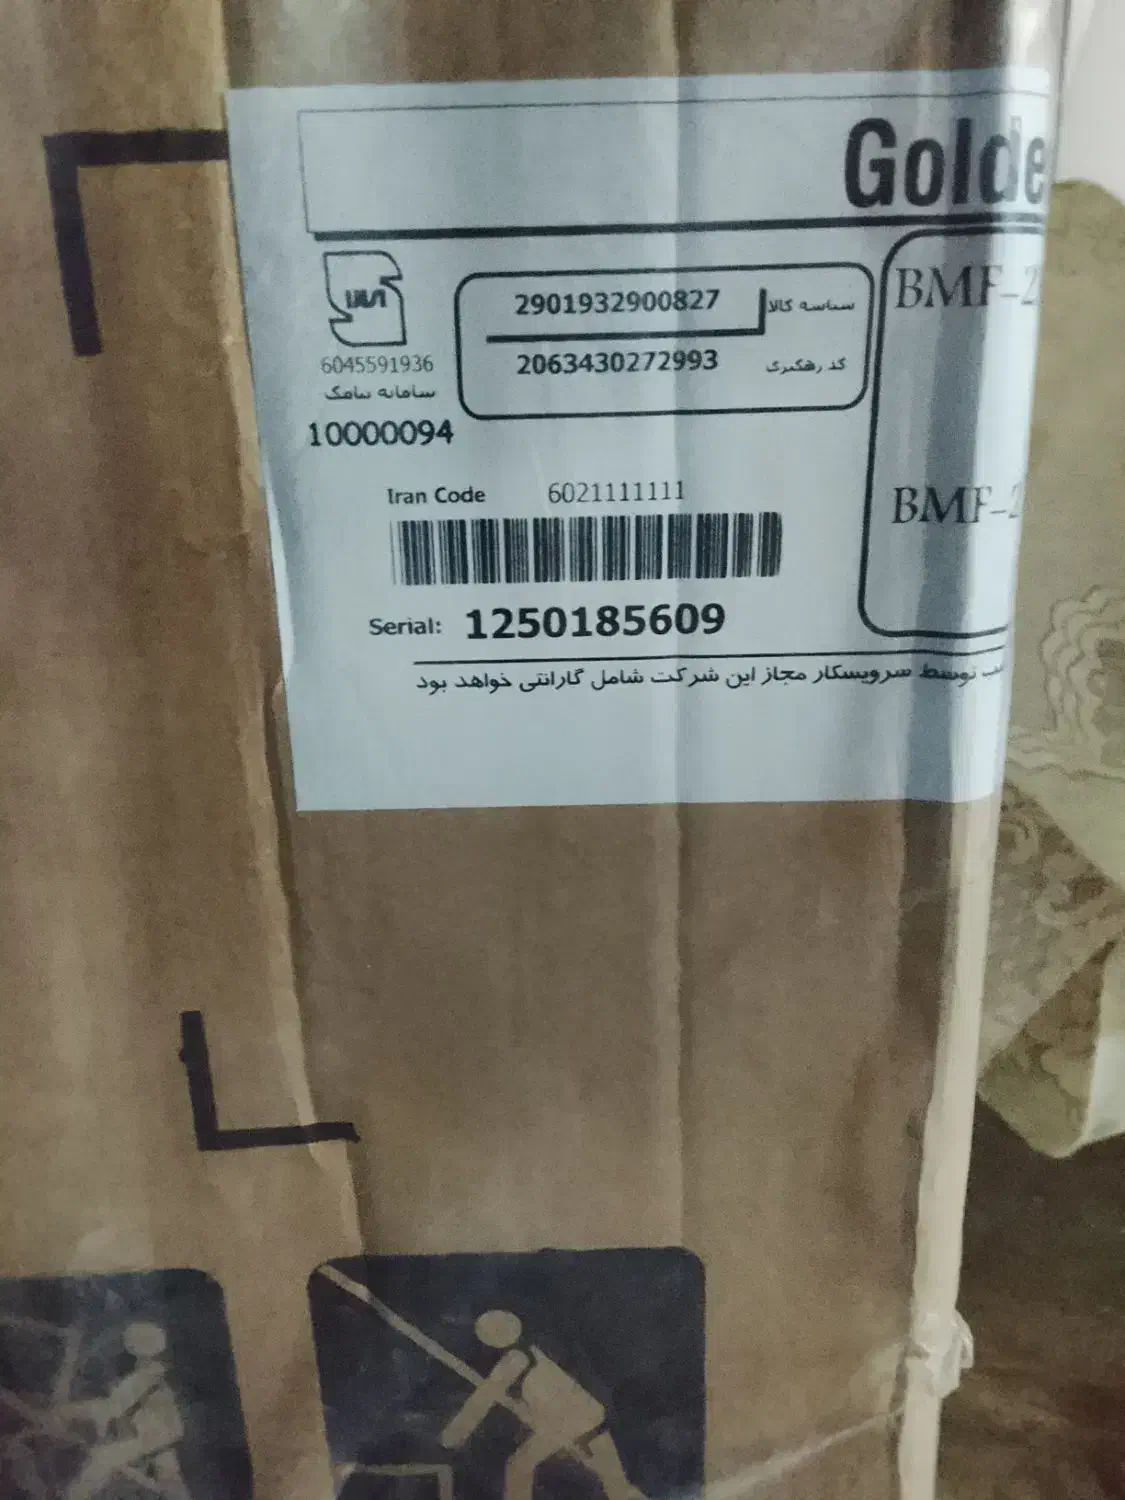 Golde
BMF-2
شناسه کالا 2901932900827
کد رهگیری 2063430272993
6045591936
سامانه پیامک
10000094
Iran Code 6021111111
BMF-2
Serial: 1250185609
توسط سرویسکار مجاز این شرکت شامل گارانتی خواهد بود